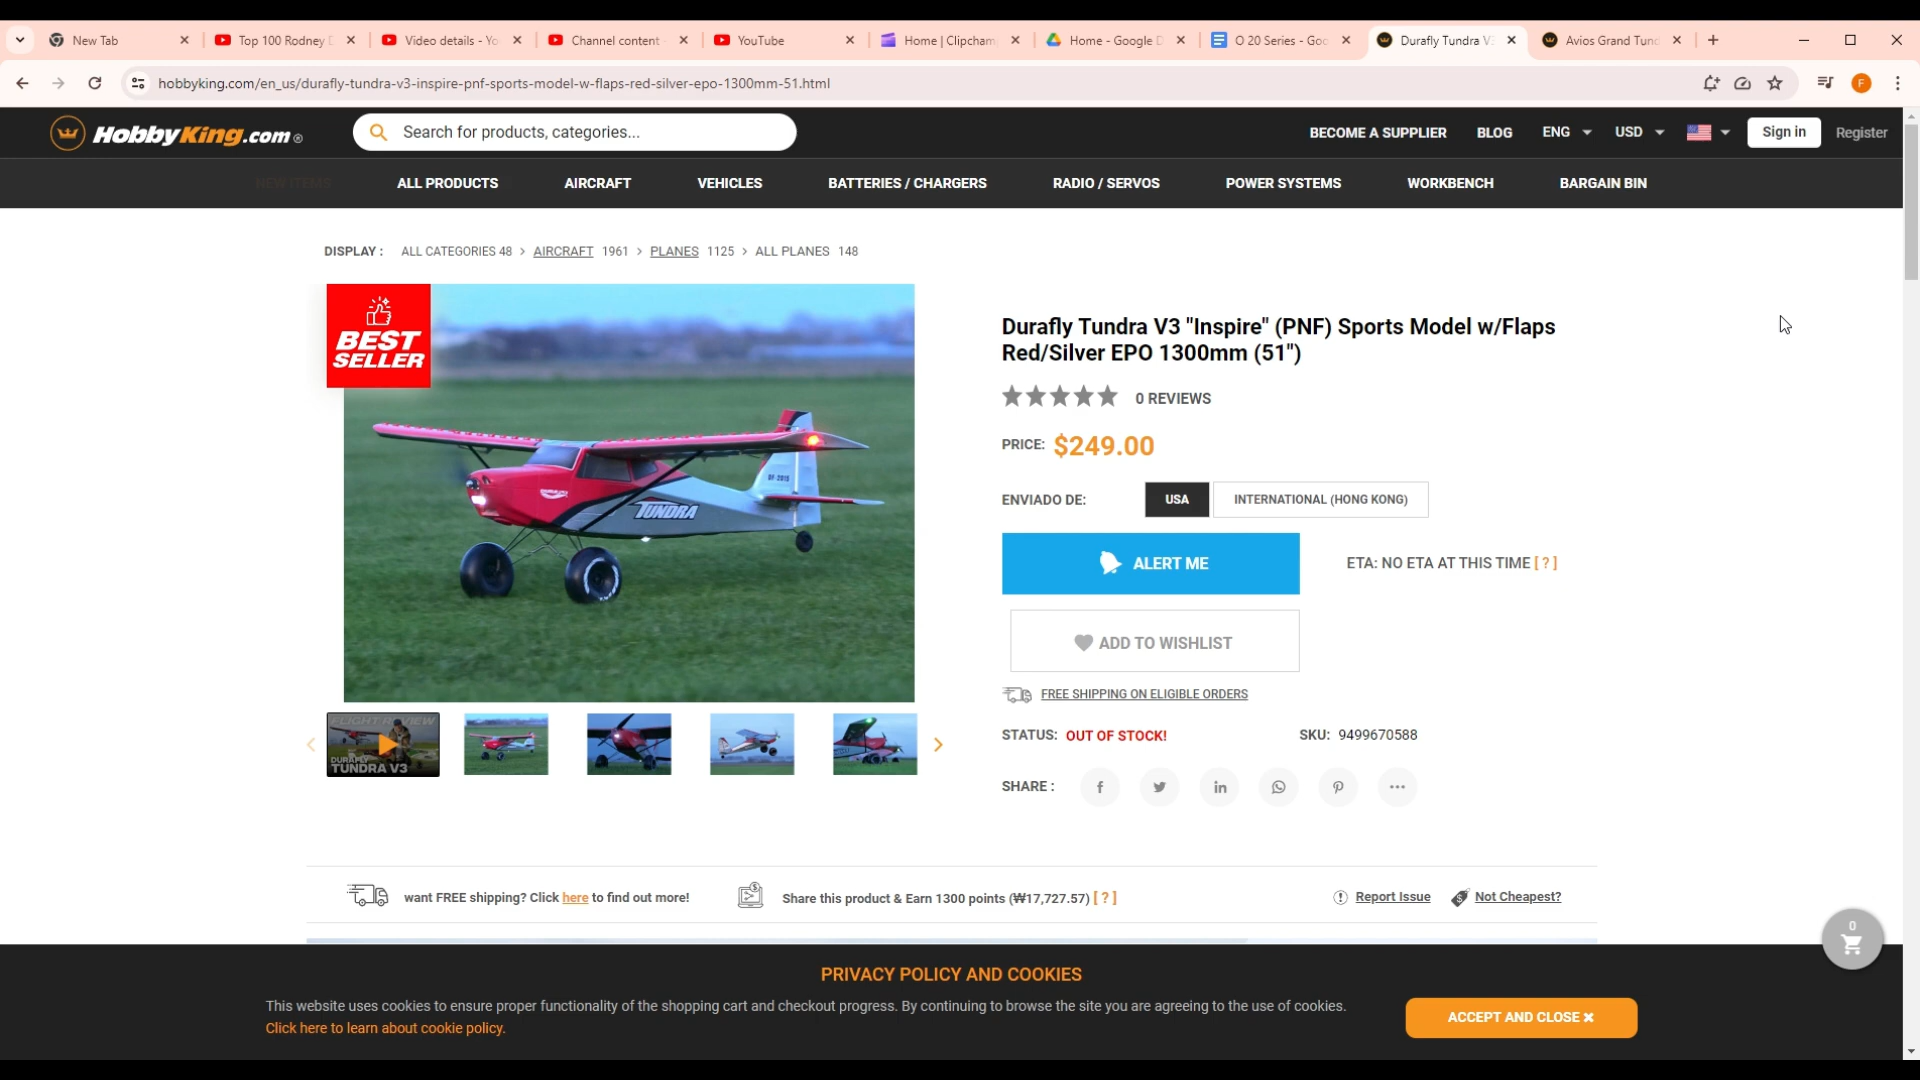 New Tab
Top 100 Rodney
Video details - Yo
Channel content
YouTube
Home | Clipcham
Home - Google D
O 20 Series - Goo
Durafly Tundra V
Avios Grand Tun
hobbyking.com/en_us/durafly-tundra-v3-inspire-pnf-sports-model-w-flaps-red-silver-epo-1300mm-51.html
F
HobbyKing.com®
Search for products, categories...
BECOME A SUPPLIER
BLOG
ENG
USD
Sign in
Register
NEW ITEMS
ALL PRODUCTS
AIRCRAFT
VEHICLES
BATTERIES / CHARGERS
RADIO / SERVOS
POWER SYSTEMS
WORKBENCH
BARGAIN BIN
DISPLAY : ALL CATEGORIES 48 > AIRCRAFT 1961 > PLANES 1125 > ALL PLANES 148
BEST
SELLER
DF-2015
TUNDRA
FLIGHT REVIEW
DURAFLY
TUNDRA V3
Durafly Tundra V3 "Inspire" (PNF) Sports Model w/Flaps
Red/Silver EPO 1300mm (51")
0 REVIEWS
PRICE: $249.00
ENVIADO DE:
USA
INTERNATIONAL (HONG KONG)
ALERT ME
ETA: NO ETA AT THIS TIME [ ? ]
ADD TO WISHLIST
FREE SHIPPING ON ELIGIBLE ORDERS
STATUS: OUT OF STOCK!
SKU: 9499670588
SHARE :
want FREE shipping? Click here to find out more!
Share this product & Earn 1300 points (₩17,727.57) [ ? ]
Report Issue
Not Cheapest?
0
PRIVACY POLICY AND COOKIES
This website uses cookies to ensure proper functionality of the shopping cart and checkout progress. By continuing to browse the site you are agreeing to the use of cookies.
Click here to learn about cookie policy.
ACCEPT AND CLOSE ✖